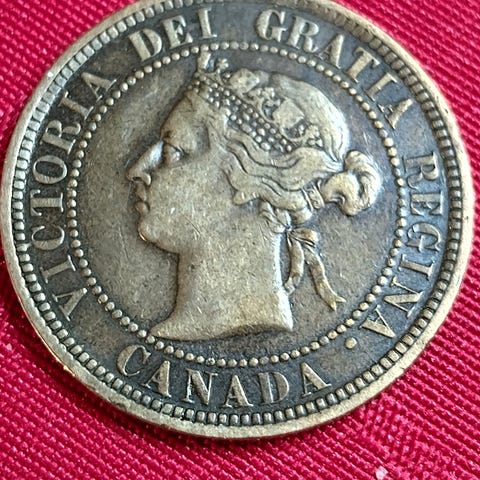 VICTORIA DEI GRATIA REGINA.
CANADA